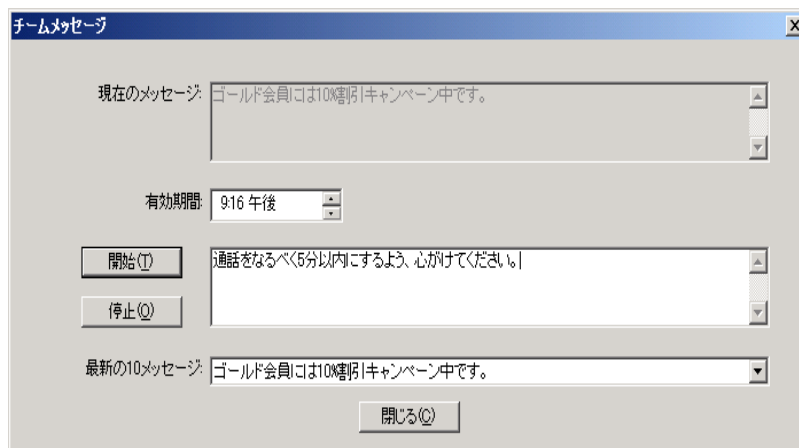 チームメッセージ
現在のメッセージ: ゴールド会員には10%割引キャンペーン中です。
有効期間: 9:16 午後
開始(T) 通話をなるべく5分以内にするよう、心がけてください。
停止(O)
最新の10メッセージ: ゴールド会員には10%割引キャンペーン中です。
閉じる(C)